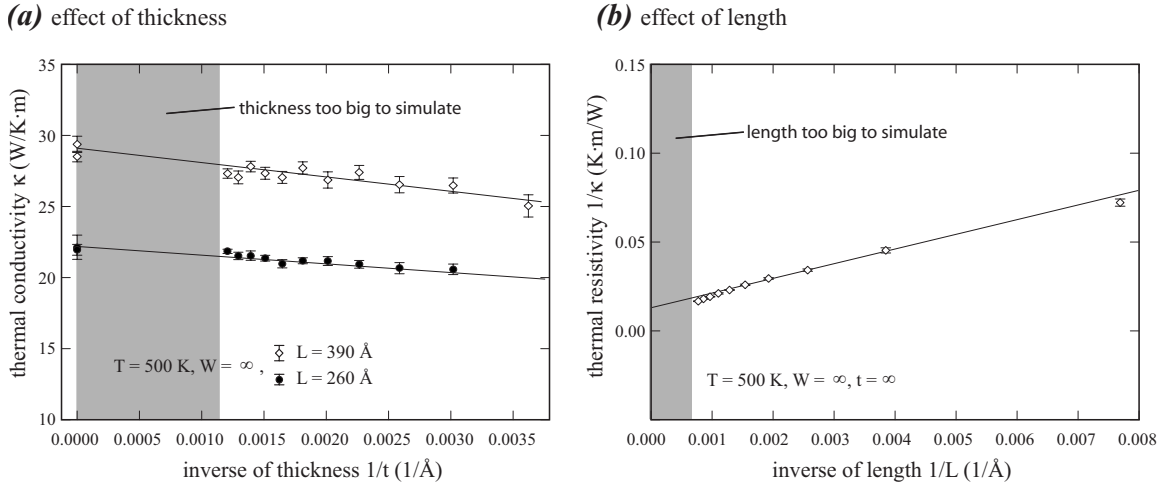 (a) effect of thickness
thermal conductivity κ (W/K·m)
35
30
25
20
15
10
thickness too big to simulate
T = 500 K, W = ∞ ,
L = 390 Å
L = 260 Å
0.0000 0.0005 0.0010 0.0015 0.0020 0.0025 0.0030 0.0035
inverse of thickness 1/t (1/Å)
(b) effect of length
thermal resistivity 1/κ (K·m/W)
0.15
0.10
0.05
0.00
length too big to simulate
T = 500 K, W = ∞, t = ∞
0.000 0.001 0.002 0.003 0.004 0.005 0.006 0.007 0.008
inverse of length 1/L (1/Å)